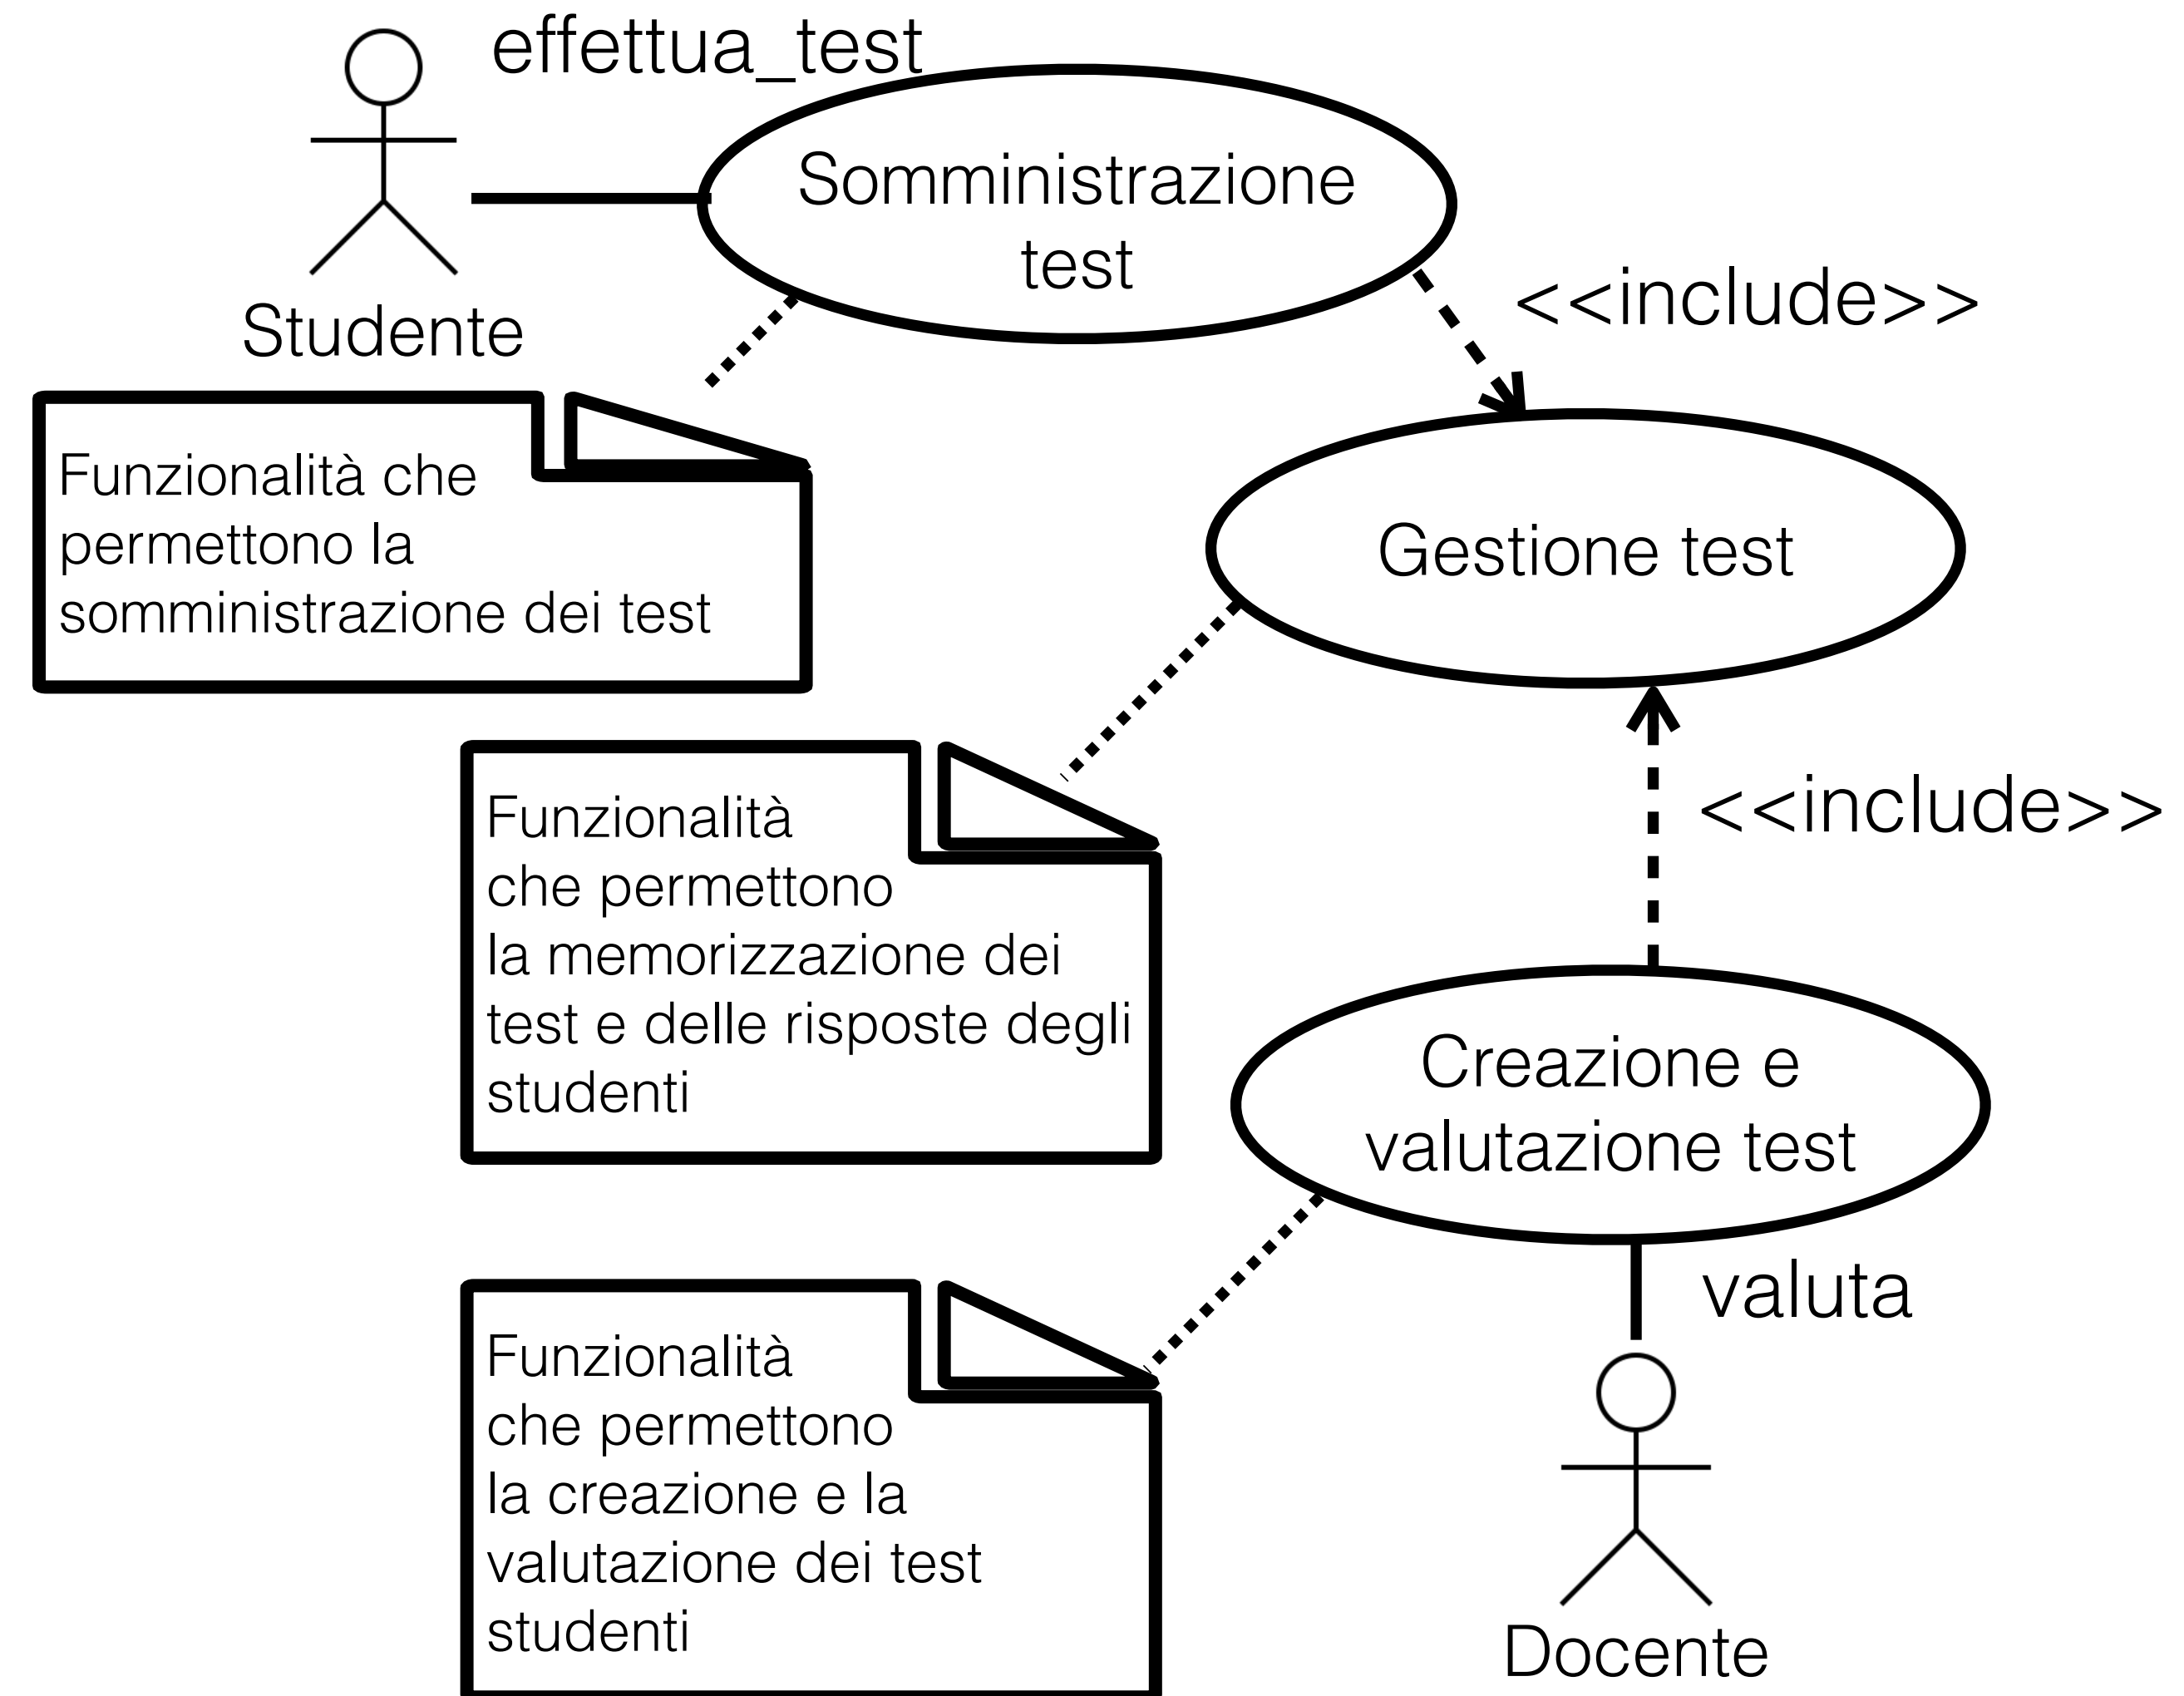 effettua_test
Somministrazione
test
Studente
<<include>>
Funzionalità che
permettono la
somministrazione dei test
Gestione test
Funzionalità
che permettono
la memorizzazione dei
test e delle risposte degli
studenti
<<include>>
Creazione e
valutazione test
valuta
Funzionalità
che permettono
la creazione e la
valutazione dei test
studenti
Docente